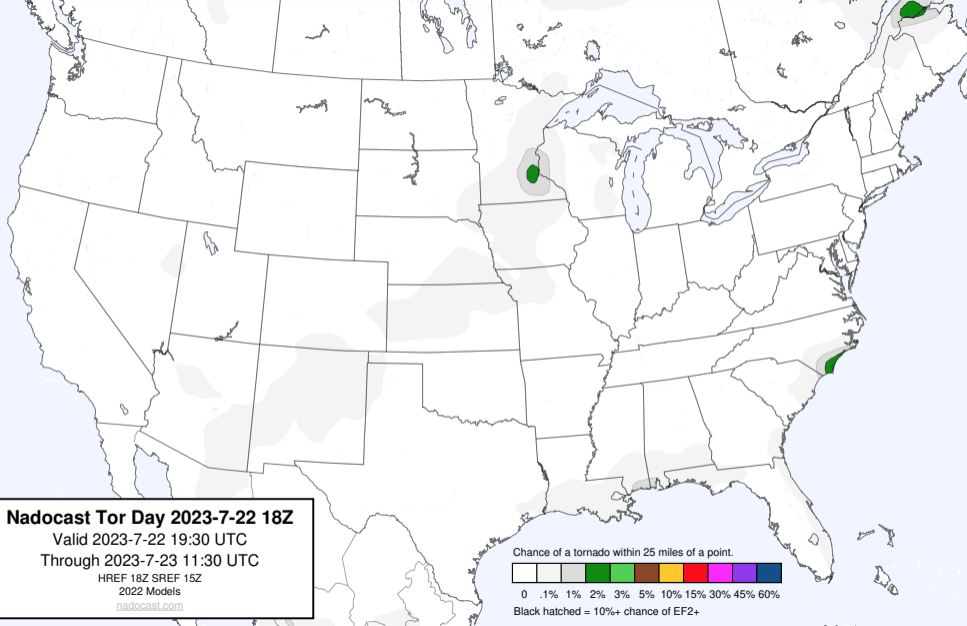 Nadocast Tor Day 2023-7-22 18Z
Valid 2023-7-22 19:30 UTC
Through 2023-7-23 11:30 UTC
HREF 18Z SREF 15Z
2022 Models
nadocast.com
Chance of a tornado within 25 miles of a point.
0 .1% 1% 2% 3% 5% 10% 15% 30% 45% 60%
Black hatched = 10%+ chance of EF2+